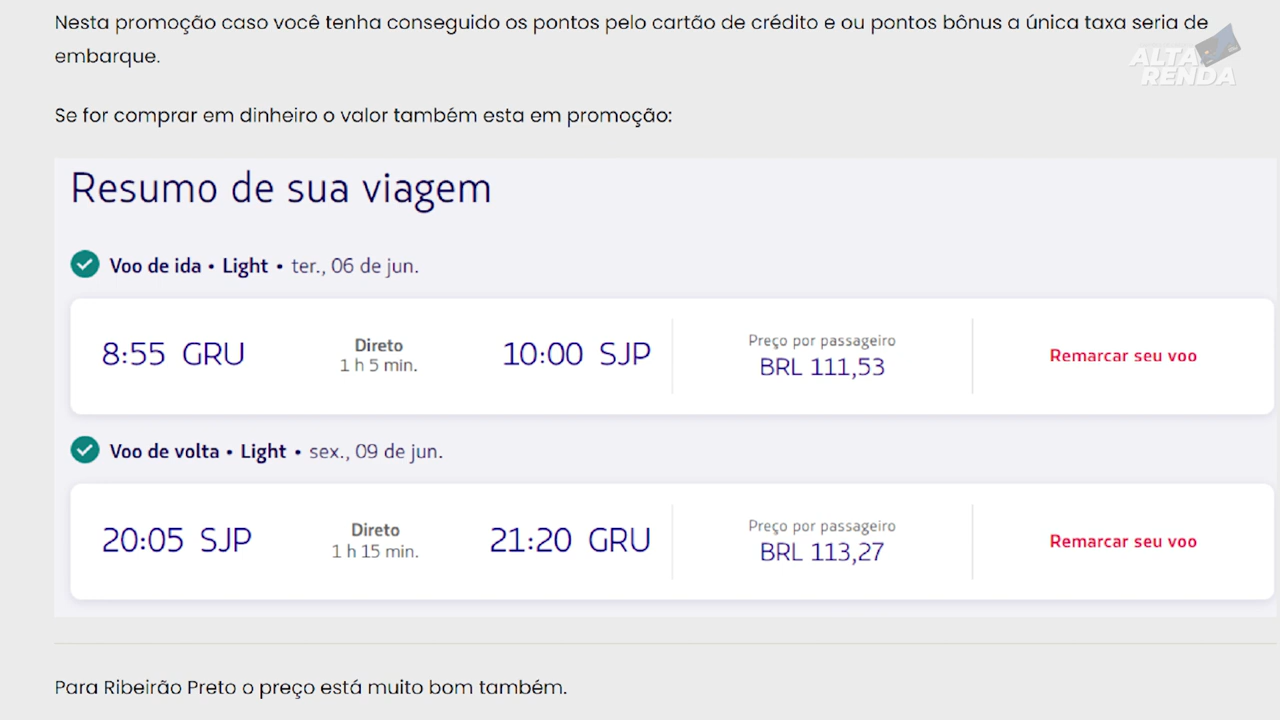 Nesta promoção caso você tenha conseguido os pontos pelo cartão de crédito e ou pontos bônus a única taxa seria de
embarque.
ALTA
RENDA
Se for comprar em dinheiro o valor também esta em promoção:
Resumo de sua viagem
Voo de ida • Light • ter., 06 de jun.
8:55 GRU Direto 1 h 5 min. 10:00 SJP Preço por passageiro BRL 111,53 Remarcar seu voo
Voo de volta • Light • sex., 09 de jun.
20:05 SJP Direto 1 h 15 min. 21:20 GRU Preço por passageiro BRL 113,27 Remarcar seu voo
Para Ribeirão Preto o preço está muito bom também.